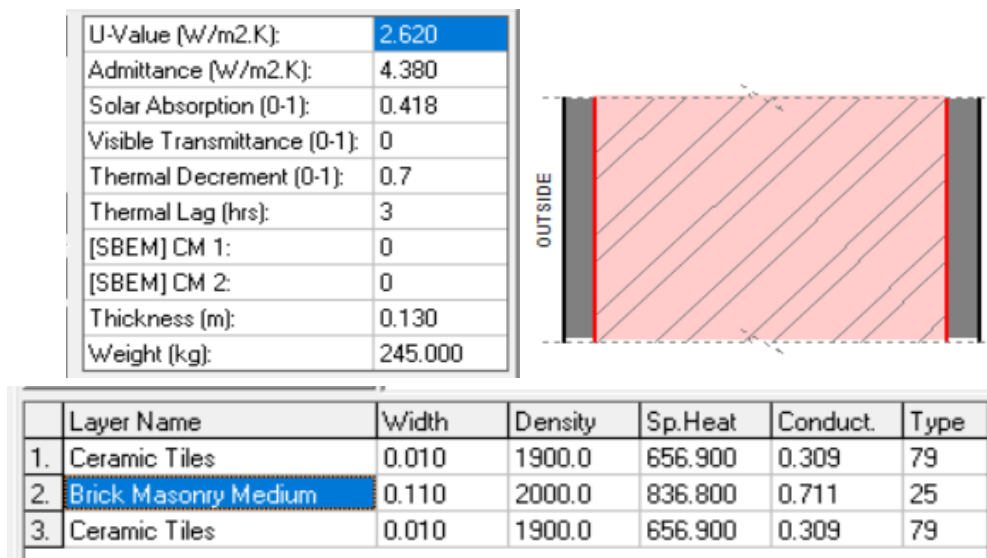 U-Value (W/m2.K): 2.620
Admittance (W/m2.K): 4.380
Solar Absorption (0-1): 0.418
Visible Transmittance (0-1): 0
Thermal Decrement (0-1): 0.7
Thermal Lag (hrs): 3
[SBEM] CM 1: 0
[SBEM] CM 2: 0
Thickness (m): 0.130
Weight (kg): 245.000
OUTSIDE
Layer Name Width Density Sp.Heat Conduct. Type
1. Ceramic Tiles 0.010 1900.0 656.900 0.309 79
2. Brick Masonry Medium 0.110 2000.0 836.800 0.711 25
3. Ceramic Tiles 0.010 1900.0 656.900 0.309 79